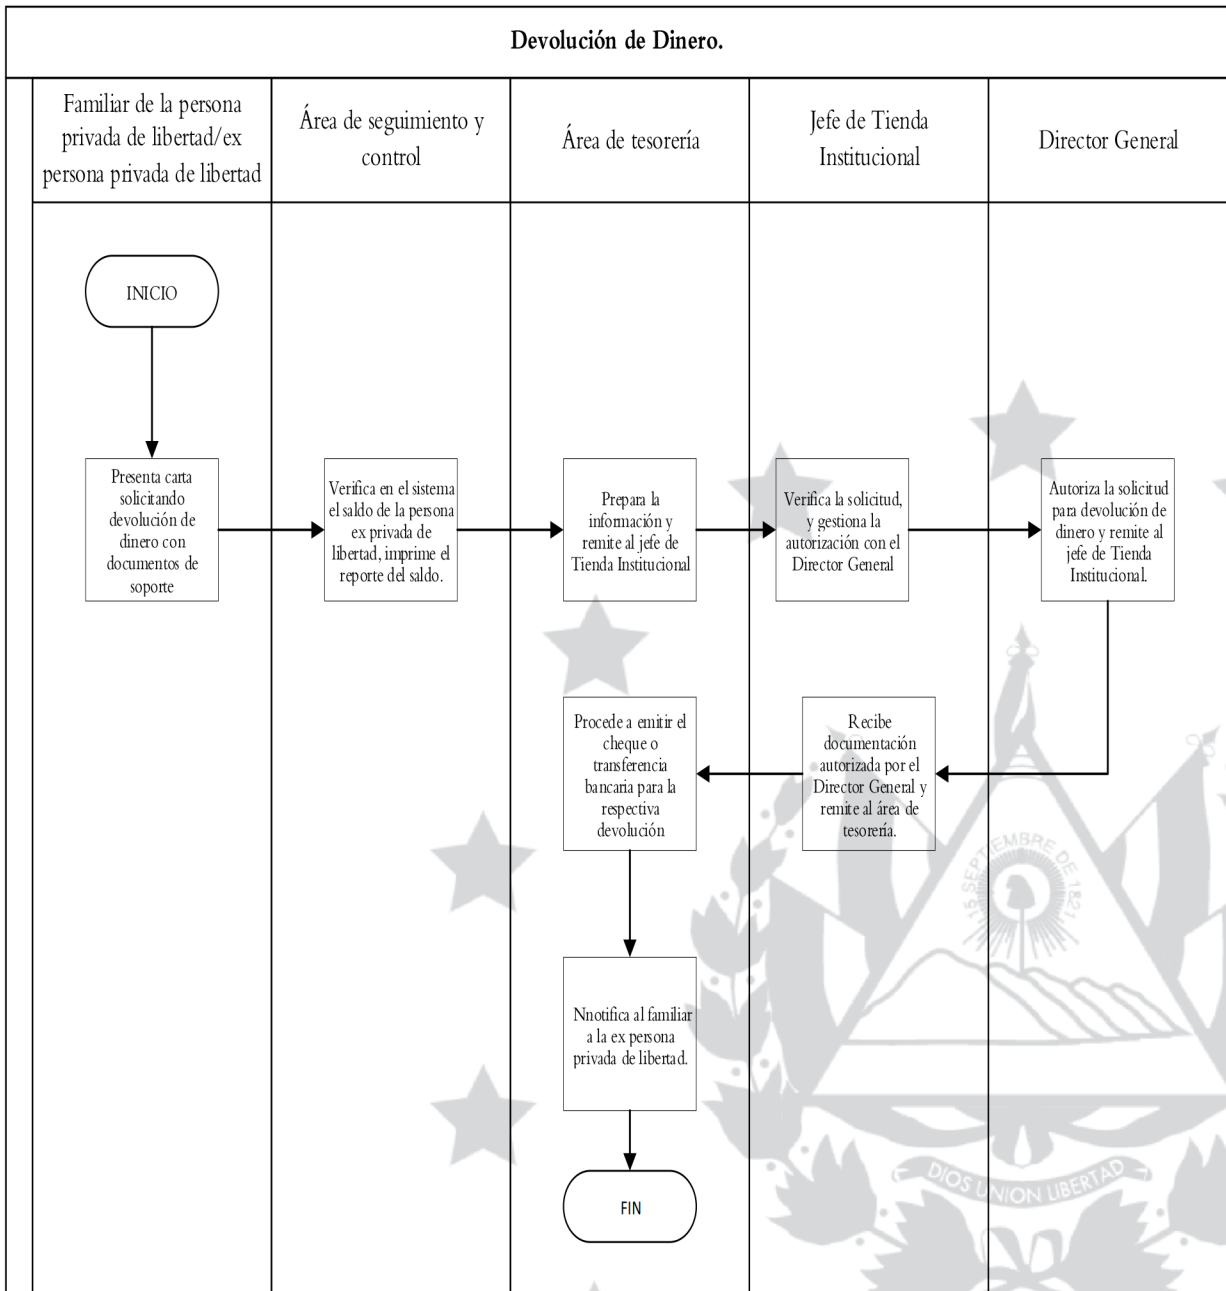 Devolución de Dinero.
Familiar de la persona
privada de libertad/ex
persona privada de libertad
Área de seguimiento y
control
Área de tesorería
Jefe de Tienda
Institucional
Director General
INICIO
Presenta carta
solicitando
devolución de
dinero con
documentos de
soporte
Verifica en el sistema
el saldo de la persona
ex privada de
libertad, imprime el
reporte del saldo.
Prepara la
información y
remite al jefe de
Tienda Institucional
Verifica la solicitud,
y gestiona la
autorización con el
Director General
Autoriza la solicitud
para devolución de
dinero y remite al
jefe de Tienda
Institucional.
Recibe
documentación
autorizada por el
Director General y
remite al área de
tesorería.
Procede a emitir el
cheque o
transferencia
bancaria para la
respectiva
devolución
Nnotifica al familiar
a la ex persona
privada de libertad.
FIN
15 SEPTIEMBRE DE 1821
DIOS UNION LIBERTAD